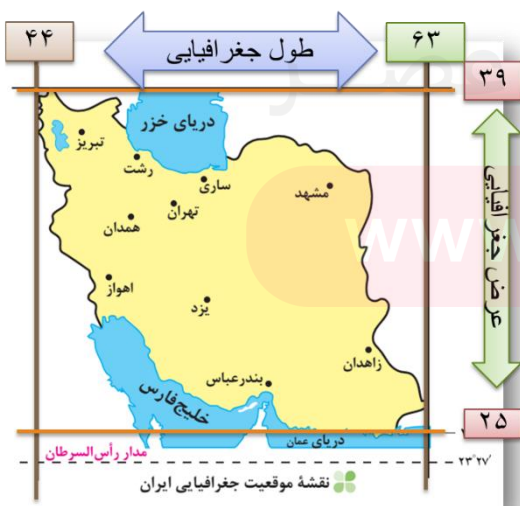 ۴۴
طول جغرافیایی
۶۳
۳۹
دریای خزر
تبریز
رشت
ساری
مشهد
تهران
همدان
عرض جغرافیایی
اهواز
یزد
زاهدان
بندرعباس
خلیج فارس
۲۵
دریای عمان
مدار رأس‌السرطان
۲۳°۲۷′
نقشهٔ موقعیت جغرافیایی ایران